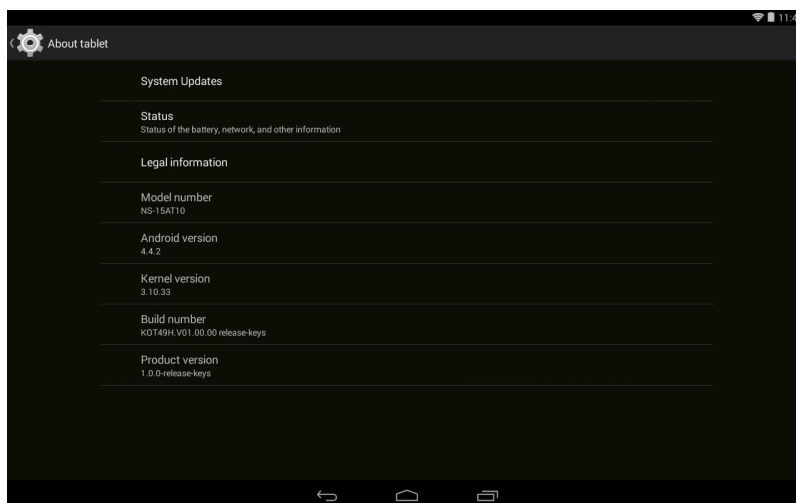 11:4
About tablet
System Updates
Status
Status of the battery, network, and other information
Legal information
Model number
NS-15AT10
Android version
4.4.2
Kernel version
3.10.33
Build number
KOT49H.V01.00.00 release-keys
Product version
1.0.0-release-keys